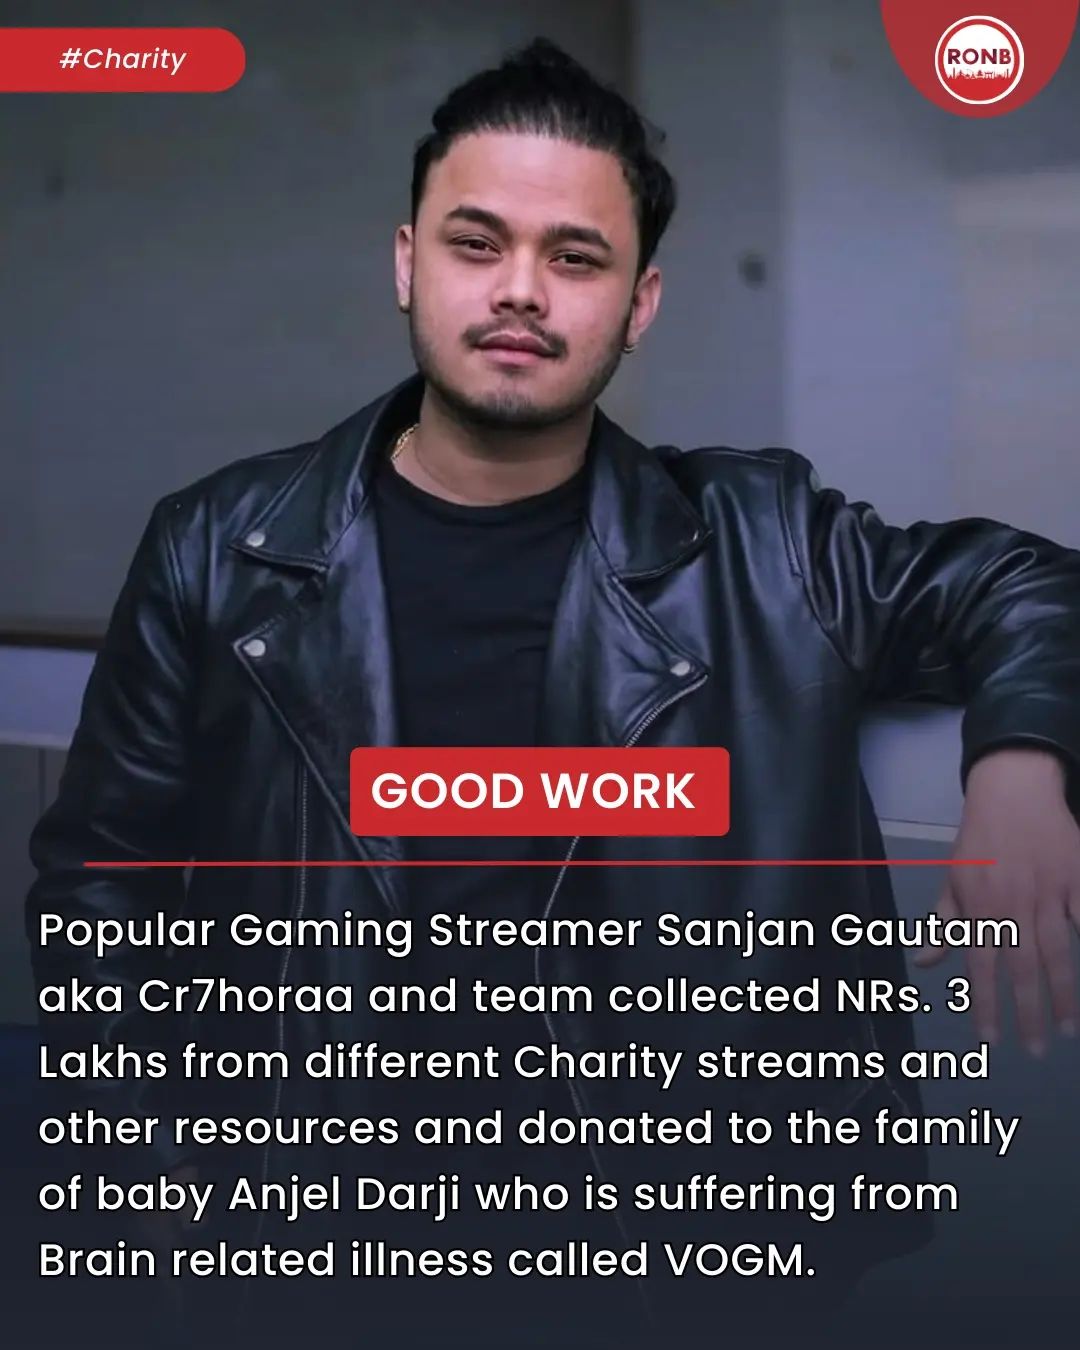 #Charity
RONB
GOOD WORK
Popular Gaming Streamer Sanjan Gautam
aka Cr7horaa and team collected NRs. 3
Lakhs from different Charity streams and
other resources and donated to the family
of baby Anjel Darji who is suffering from
Brain related illness called VOGM.